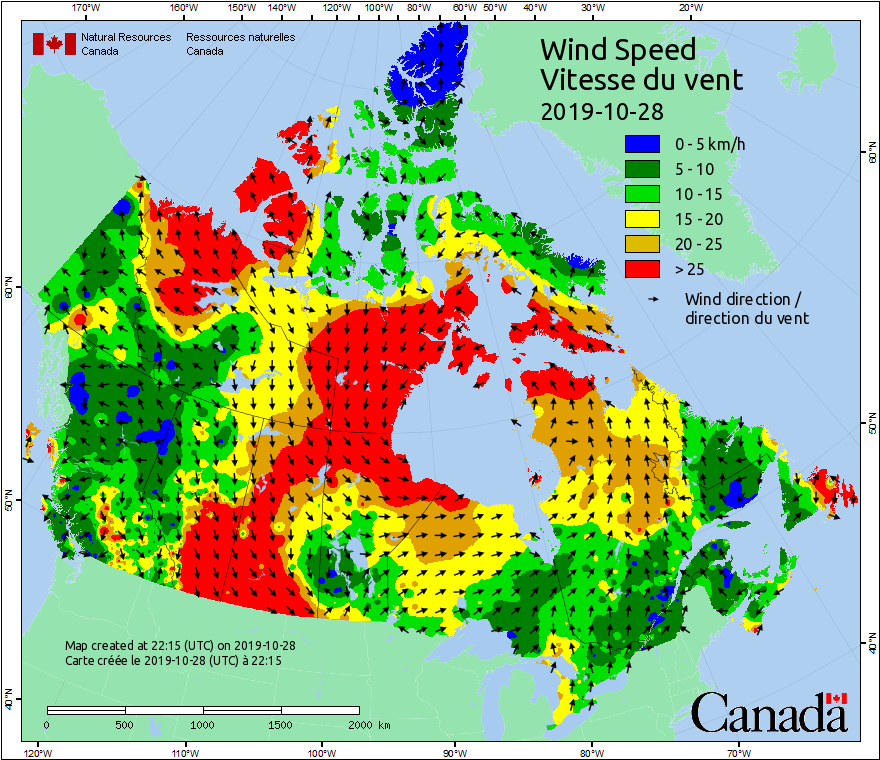 170°W 160°W 150°W 140°W 120°W 100°W 80°W 60°W 50°W 40°W 30°W 20°W
Natural Resources Ressources naturelles
Canada Canada
Wind Speed
Vitesse du vent
2019-10-28
0 - 5 km/h
5 - 10
10 - 15
15 - 20
20 - 25
> 25
Wind direction /
direction du vent
60°N
50°N
40°N
60°N
50°N
40°N
Map created at 22:15 (UTC) on 2019-10-28
Carte créée le 2019-10-28 (UTC) à 22:15
0 500 1000 1500 2000 km
Canada
120°W 110°W 100°W 90°W 80°W 70°W